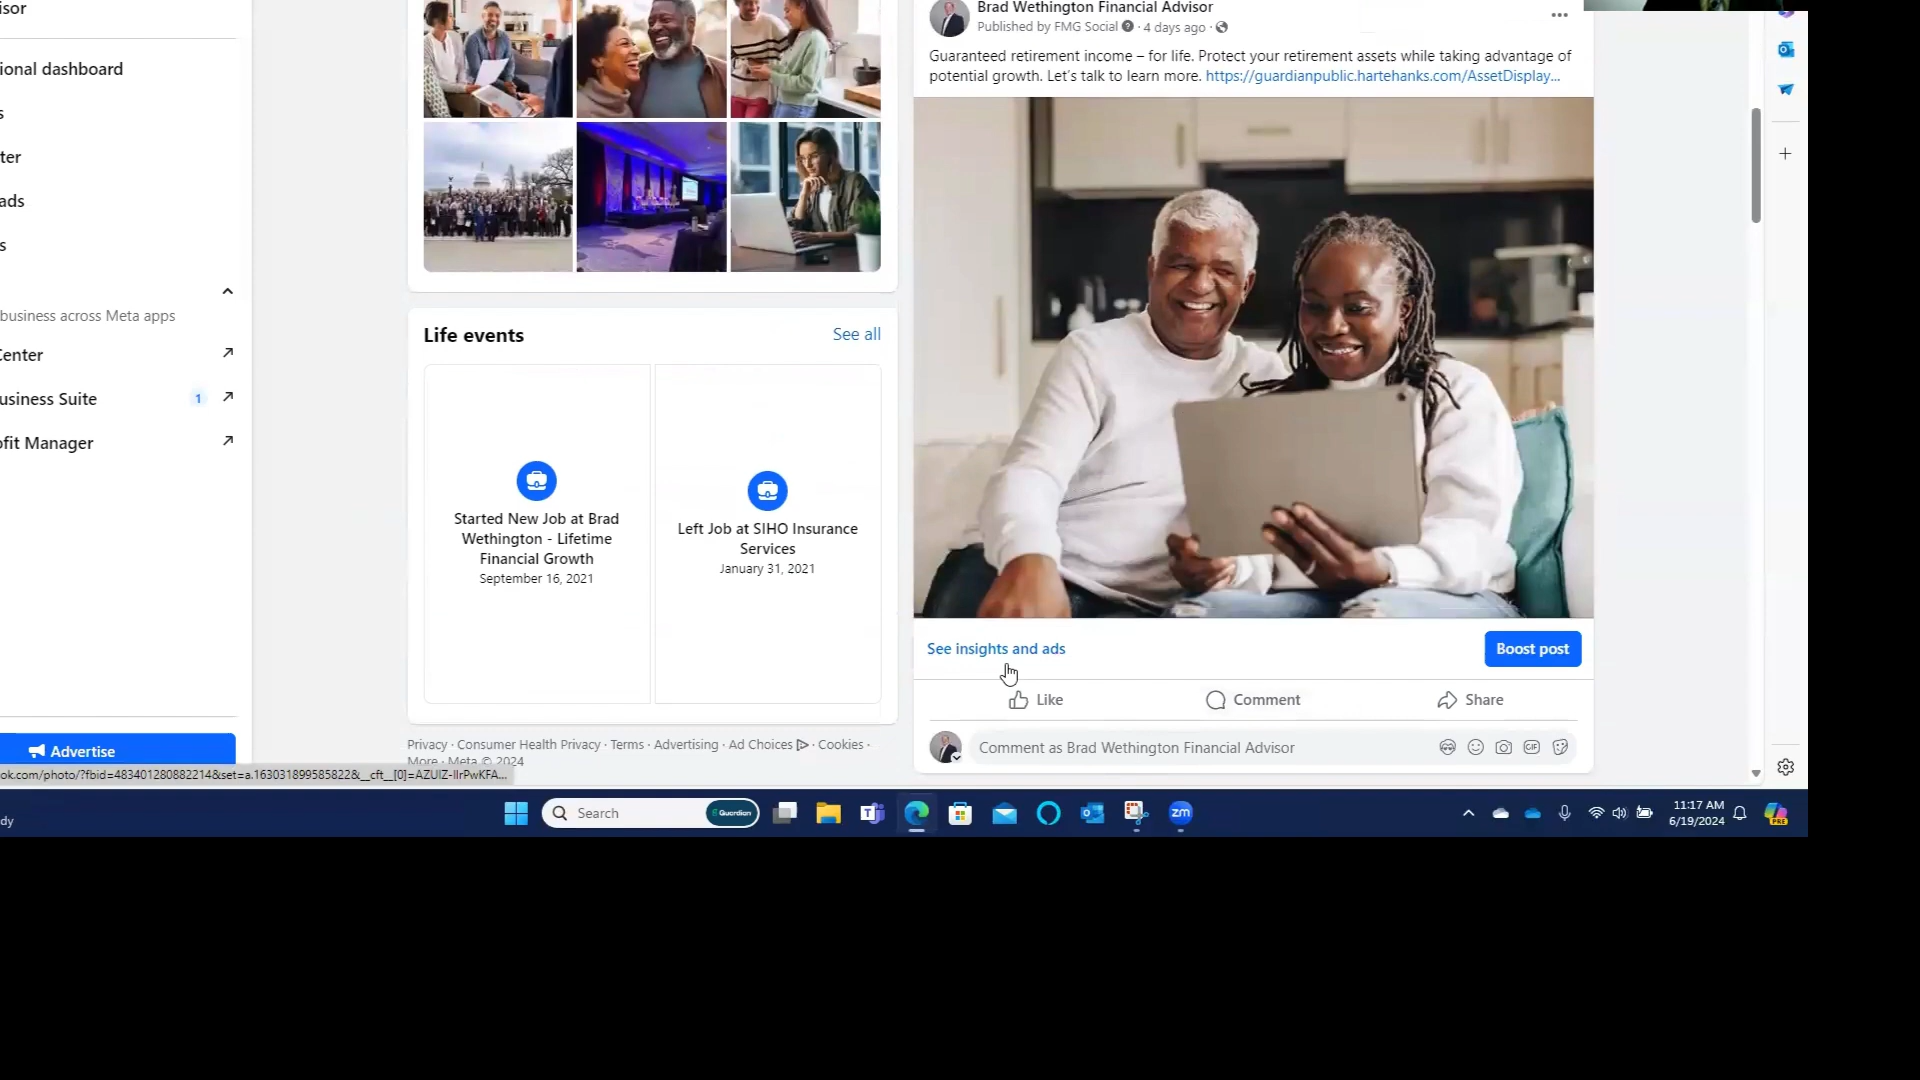 isor
ional dashboard
s
ter
ads
s
business across Meta apps
Center
usiness Suite 1
ofit Manager
Advertise
ok.com/photo/?fbid=483401280882214&set=a.163031899585822&__cft__[0]=AZUIZ-IIrPwKFA...
Life events
See all
Started New Job at Brad
Wethington - Lifetime
Financial Growth
September 16, 2021
Left Job at SIHO Insurance
Services
January 31, 2021
Privacy · Consumer Health Privacy · Terms · Advertising · Ad Choices · Cookies ·
More · Meta © 2024
Brad Wethington Financial Advisor
Published by FMG Social · 4 days ago ·
Guaranteed retirement income – for life. Protect your retirement assets while taking advantage of
potential growth. Let's talk to learn more. https://guardianpublic.hartehanks.com/AssetDisplay...
See insights and ads
Boost post
Like
Comment
Share
Comment as Brad Wethington Financial Advisor
GIF
dy
Search
Guardian
zm
11:17 AM
6/19/2024
PRE